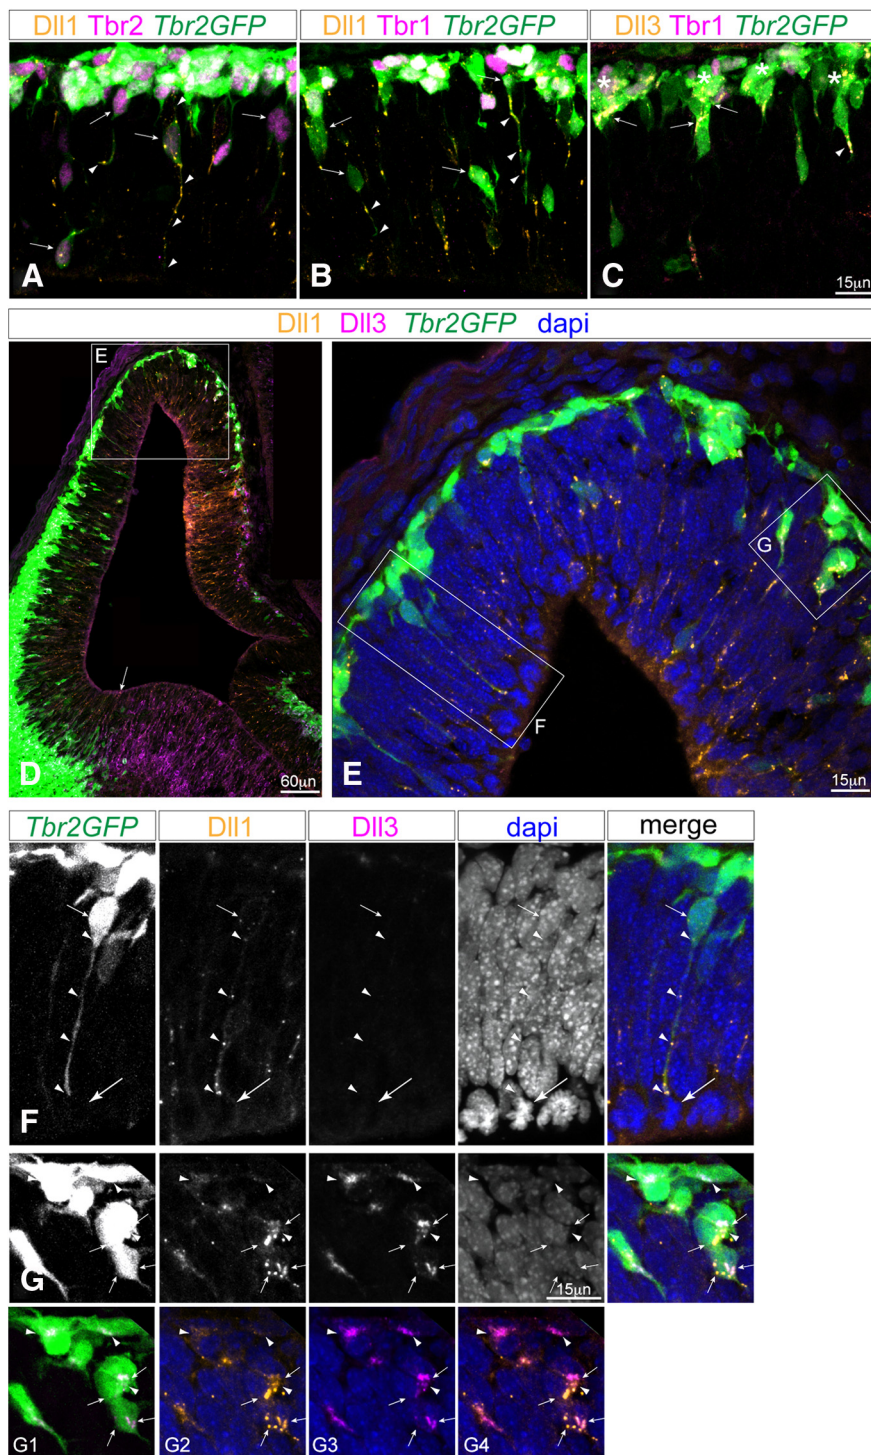 Dll1 Tbr2 Tbr2GFP
Dll1 Tbr1 Tbr2GFP
Dll3 Tbr1 Tbr2GFP
* * * *
A
B
C
15μn
Dll1 Dll3 Tbr2GFP dapi
E
D
60μn
G
F
E
15μn
Tbr2GFP
Dll1
Dll3
dapi
merge
F
G
15μn
G1
G2
G3
G4